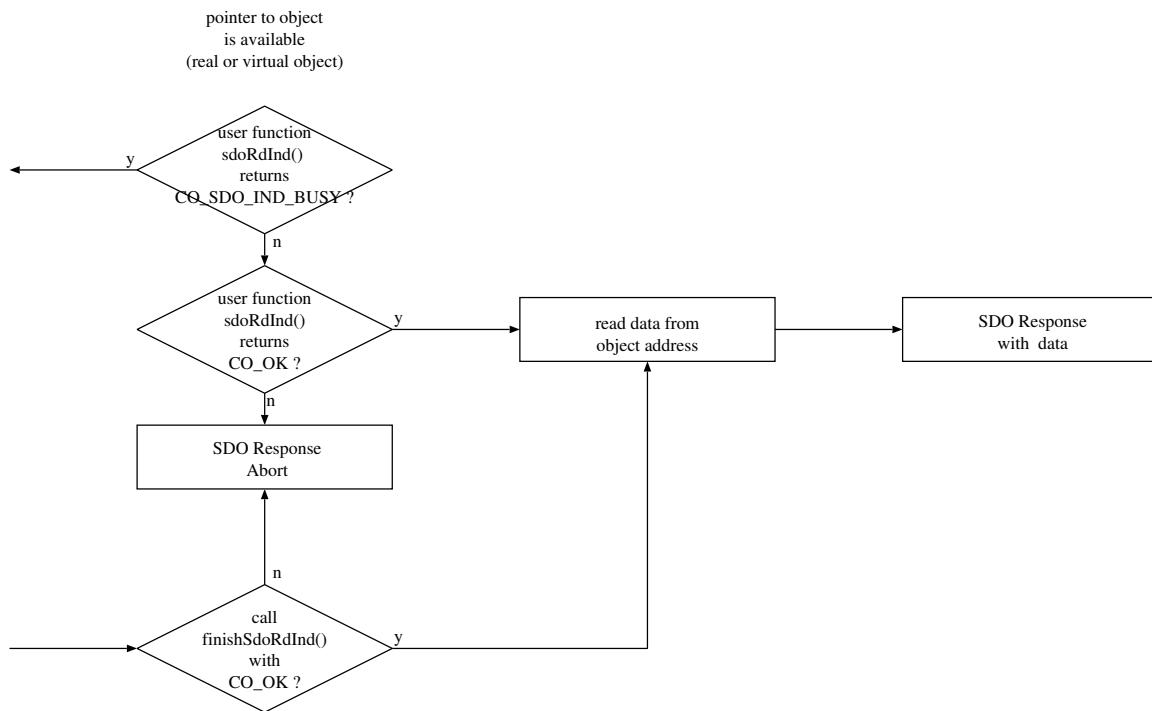 pointer to object
is available
(real or virtual object)
user function
sdoRdInd()
returns
CO_SDO_IND_BUSY ?
y
n
user function
sdoRdInd()
returns
CO_OK ?
y
n
read data from
object address
SDO Response
with  data
SDO Response
Abort
n
call
finishSdoRdInd()
with
CO_OK ?
y